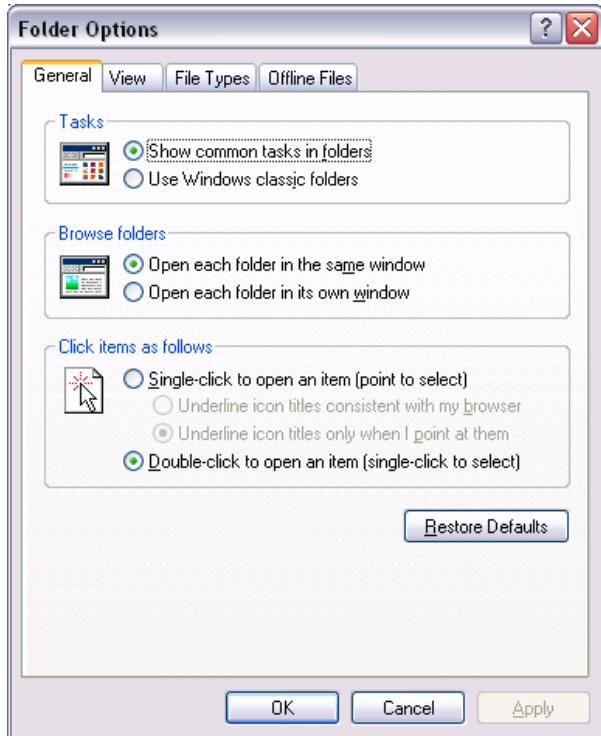 Folder Options
General View File Types Offline Files
Tasks
Show common tasks in folders
Use Windows classic folders
Browse folders
Open each folder in the same window
Open each folder in its own window
Click items as follows
Single-click to open an item (point to select)
Underline icon titles consistent with my browser
Underline icon titles only when I point at them
Double-click to open an item (single-click to select)
Restore Defaults
OK Cancel Apply